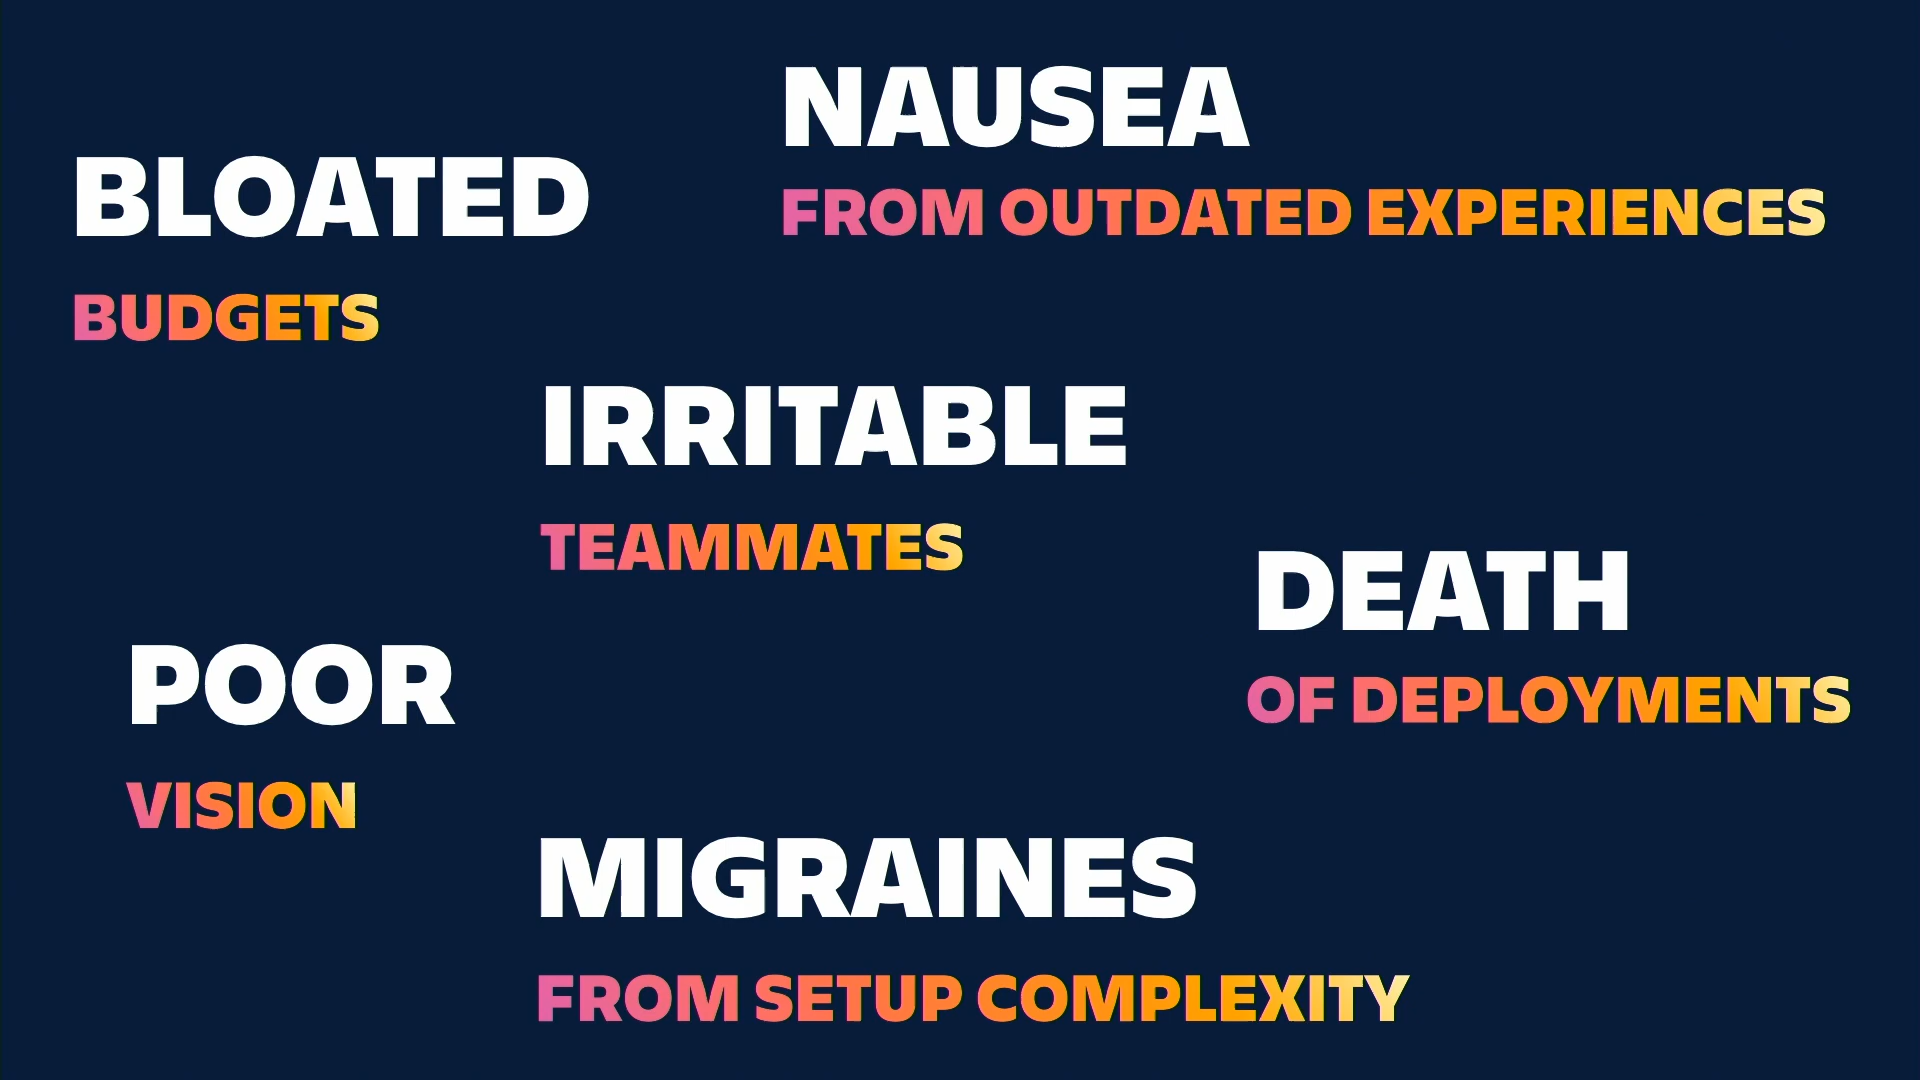 NAUSEA
FROM OUTDATED EXPERIENCES
BLOATED
BUDGETS
IRRITABLE
TEAMMATES
DEATH
OF DEPLOYMENTS
POOR
VISION
MIGRAINES
FROM SETUP COMPLEXITY